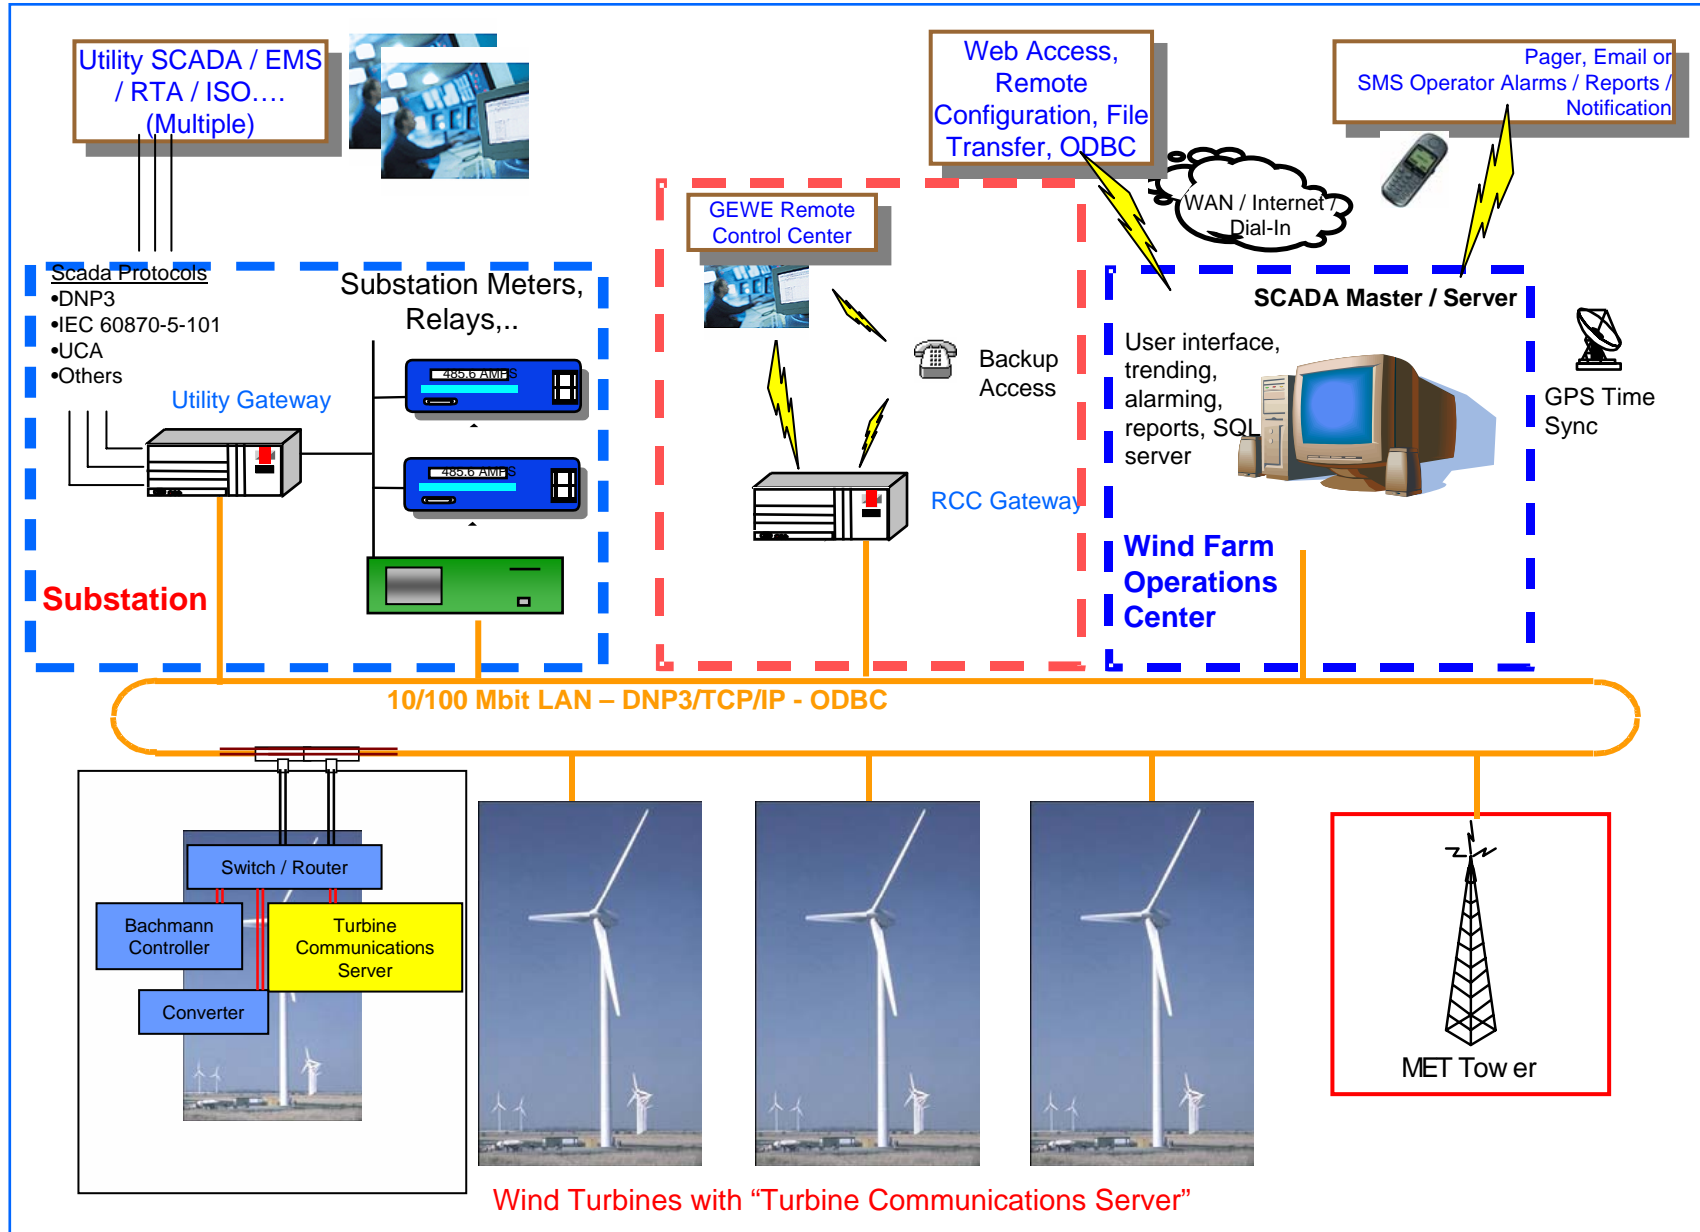 Utility SCADA / EMS
/ RTA / ISO….
(Multiple)
Web Access,
Remote
Configuration, File
Transfer, ODBC
Pager, Email or
SMS Operator Alarms / Reports /
Notification
WAN / Internet /
Dial-In
GEWE Remote
Control Center
Scada Protocols
•DNP3
•IEC 60870-5-101
•UCA
•Others
Substation Meters,
Relays,..
485.6 AMPS
485.6 AMPS
Utility Gateway
Substation
Backup
Access
RCC Gateway
SCADA Master / Server
User interface,
trending,
alarming,
reports, SQL
server
GPS Time
Sync
Wind Farm
Operations
Center
10/100 Mbit LAN – DNP3/TCP/IP - ODBC
Switch / Router
Bachmann
Controller
Turbine
Communications
Server
Converter
MET Tower
Wind Turbines with “Turbine Communications Server”